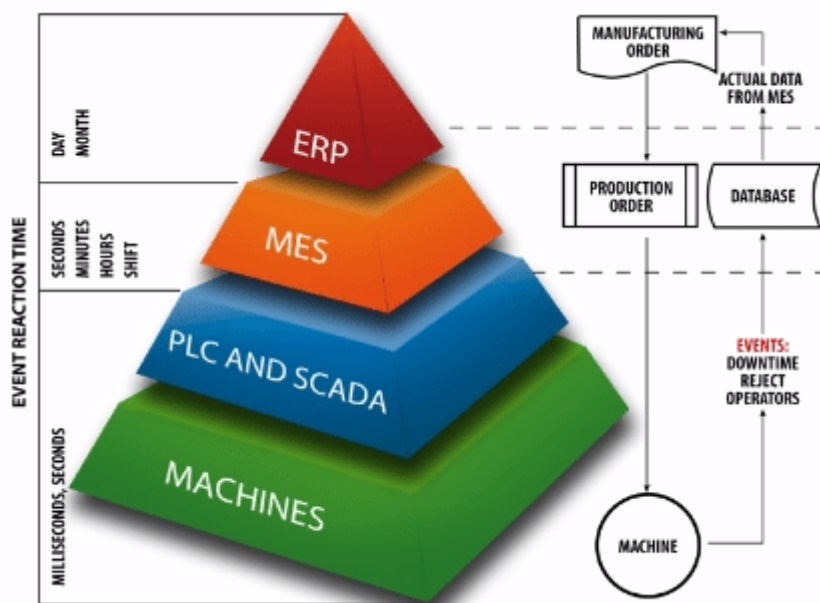 EVENT REACTION TIME
DAY
MONTH
SECONDS
MINUTES
HOURS
SHIFT
MILLISECONDS, SECONDS
ERP
MES
PLC AND SCADA
MACHINES
MANUFACTURING
ORDER
ACTUAL DATA
FROM MES
PRODUCTION
ORDER
DATABASE
EVENTS:
DOWNTIME
REJECT
OPERATORS
MACHINE